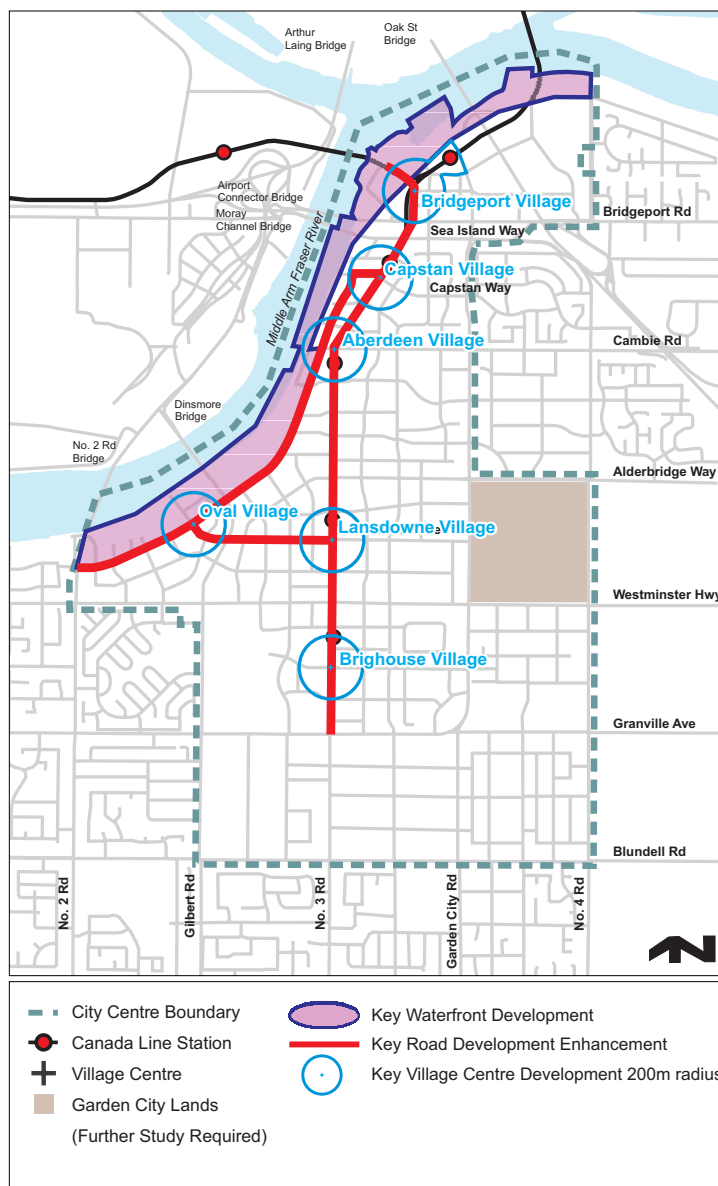 Arthur
Laing Bridge
Oak St
Bridge
Airport
Connector Bridge
Moray
Channel Bridge
Middle Arm Fraser River
Bridgeport Village
Bridgeport Rd
Sea Island Way
Capstan Village
Capstan Way
Aberdeen Village
Cambie Rd
Dinsmore
Bridge
No. 2 Rd
Bridge
Alderbridge Way
Oval Village
Lansdowne Village
e
Westminster Hwy
Brighouse Village
Granville Ave
Blundell Rd
No. 2 Rd
Gilbert Rd
No. 3 Rd
Garden City Rd
No. 4 Rd
N
City Centre Boundary
Canada Line Station
Village Centre
Garden City Lands
(Further Study Required)
Key Waterfront Development
Key Road Development Enhancement
Key Village Centre Development 200m radius